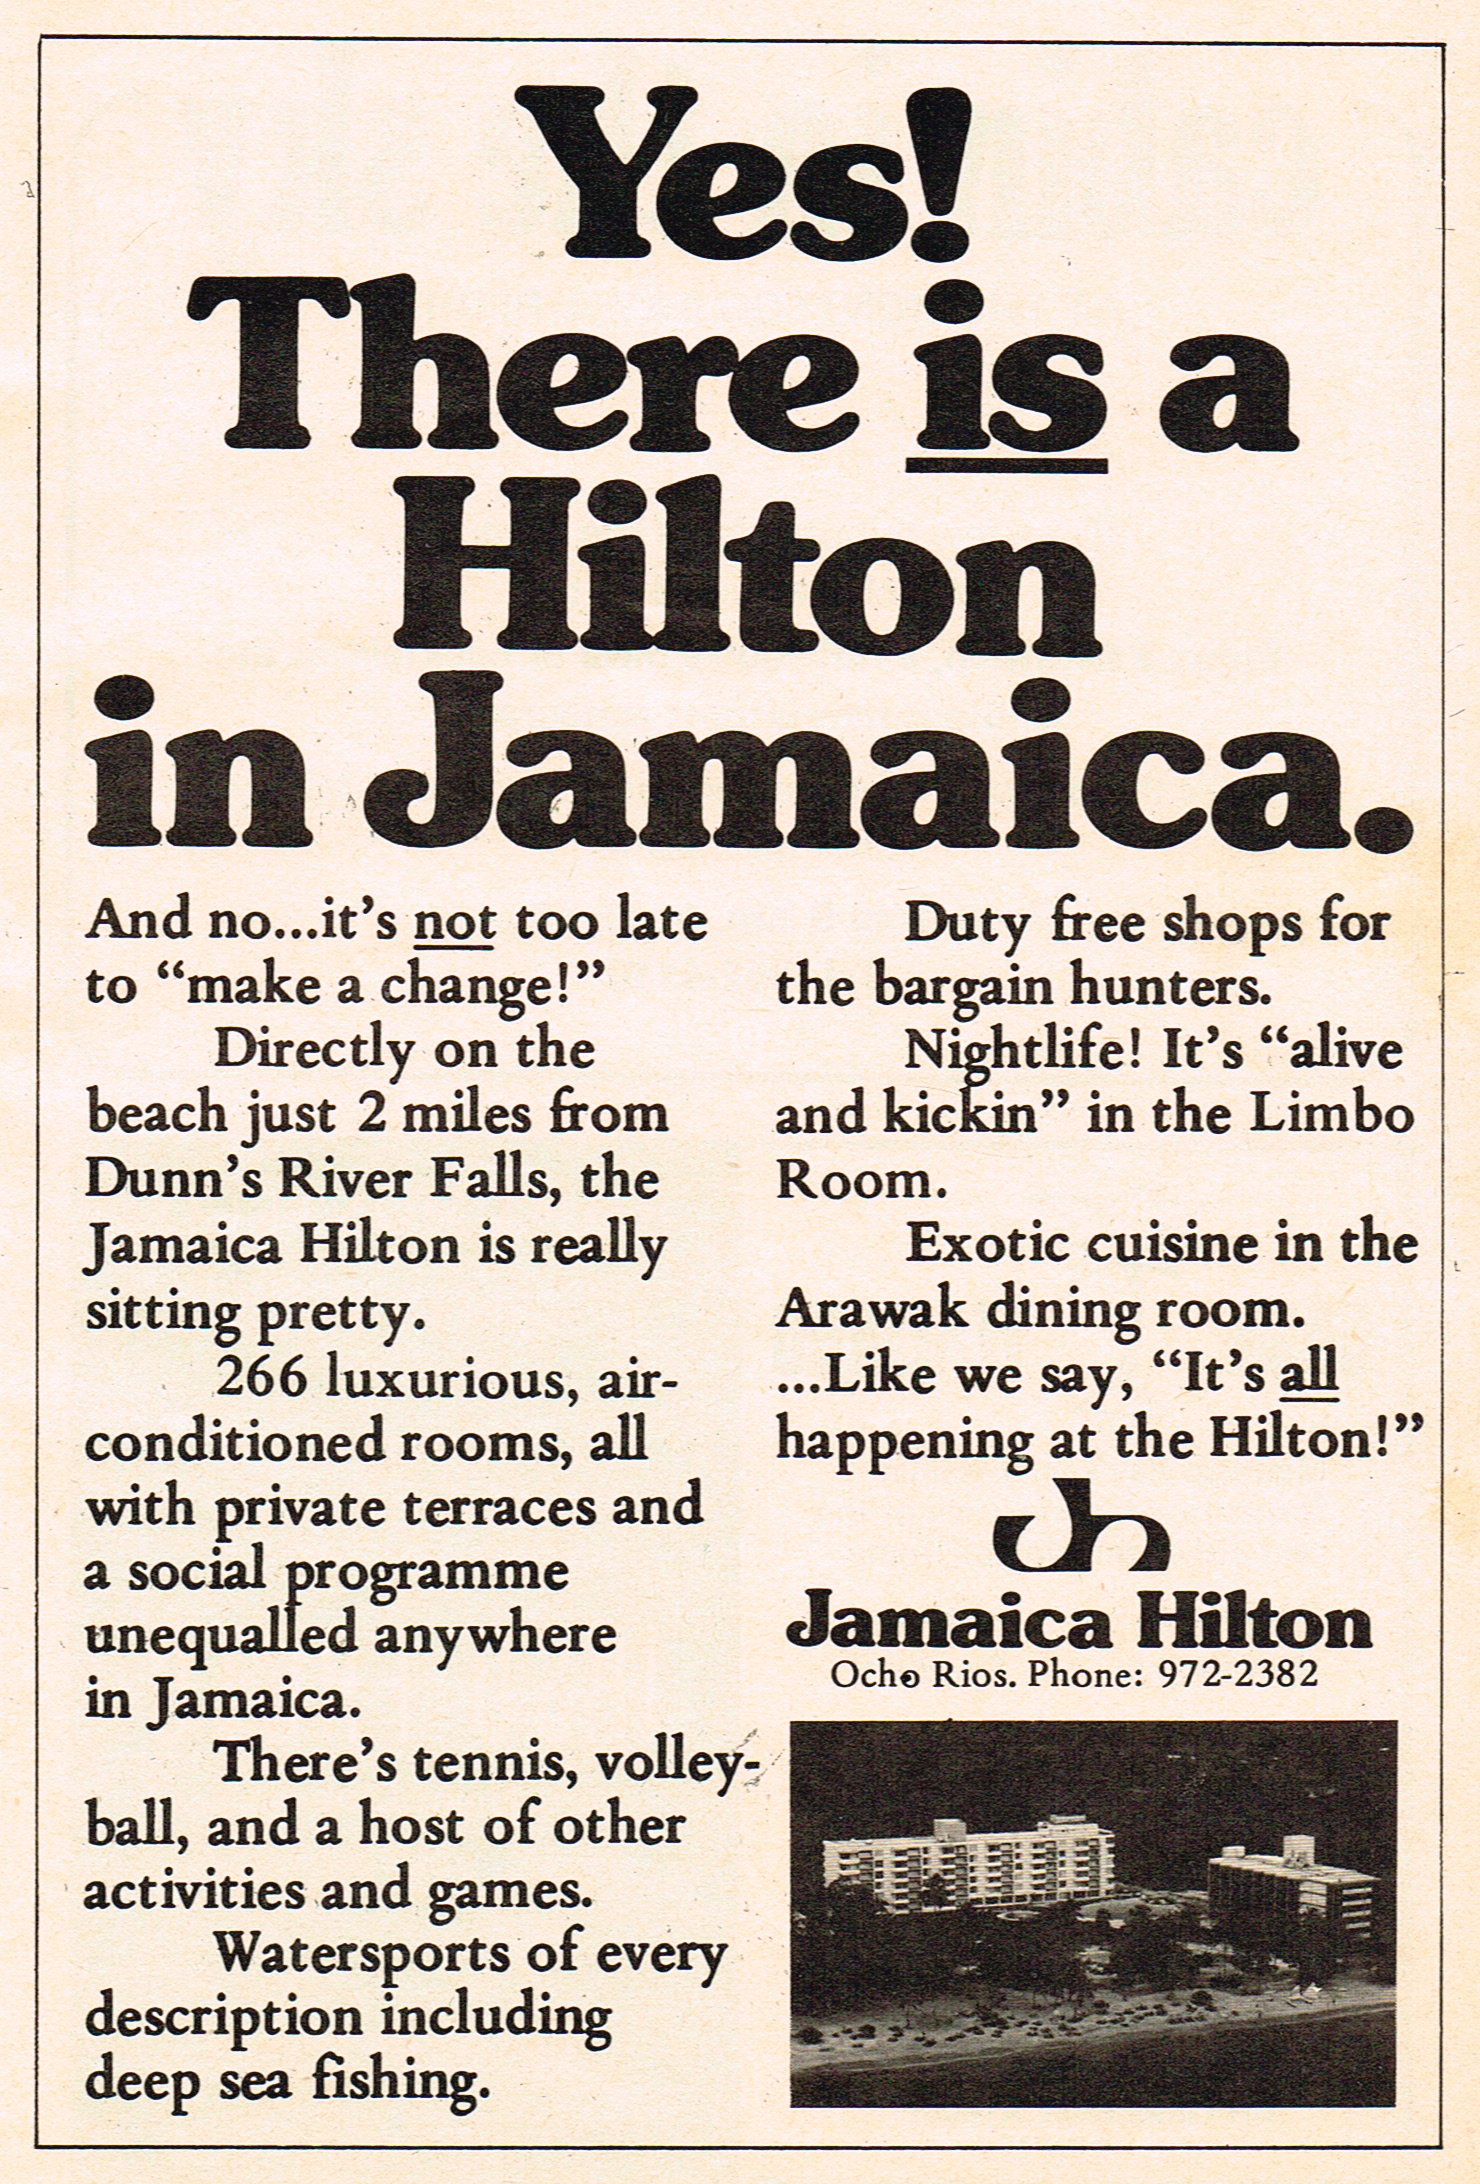 Yes!
There is a
Hilton
in Jamaica.
And no...it's not too late
to “make a change!”
Directly on the
beach just 2 miles from
Dunn's River Falls, the
Jamaica Hilton is really
sitting pretty.
266 luxurious, air-
conditioned rooms, all
with private terraces and
a social programme
unequalled anywhere
in Jamaica.
There's tennis, volley-
ball, and a host of other
activities and games.
Watersports of every
description including
deep sea fishing.
Duty free shops for
the bargain hunters.
Nightlife! It's “alive
and kickin” in the Limbo
Room.
Exotic cuisine in the
Arawak dining room.
...Like we say, “It's all
happening at the Hilton!”
Jh
Jamaica Hilton
Ocho Rios. Phone: 972-2382